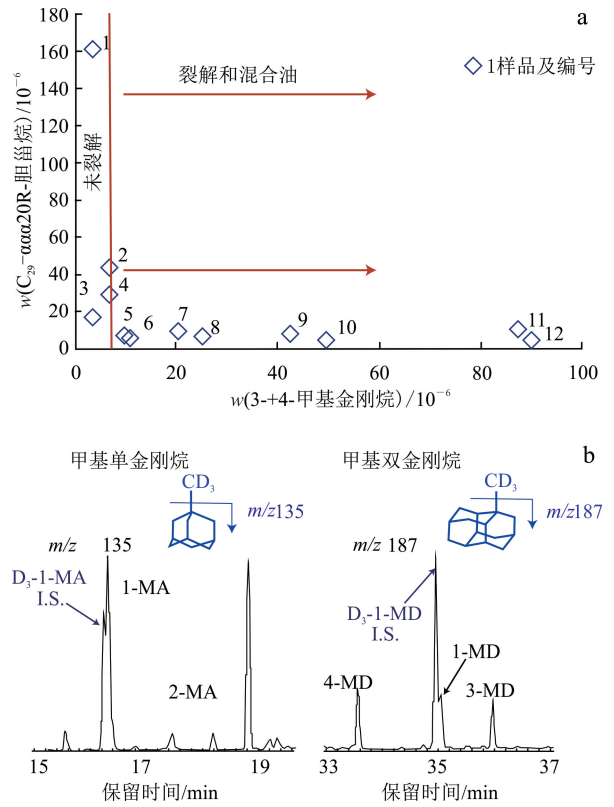 a
180
160
140
120
100
80
60
40
20
0
w(C₂₉-ααα20R-胆甾烷)/10⁻⁶
未裂解
裂解和混合油
1样品及编号
1
2
3
4
5
6
7
8
9
10
11
12
0
20
40
60
80
100
w(3-+4-甲基金刚烷)/10⁻⁶
b
甲基单金刚烷
CD₃
m/z135
m/z 135
D₃-1-MA
I.S.
1-MA
2-MA
15
17
19
保留时间/min
甲基双金刚烷
CD₃
m/z187
m/z 187
D₃-1-MD
I.S.
1-MD
4-MD
3-MD
33
35
37
保留时间/min